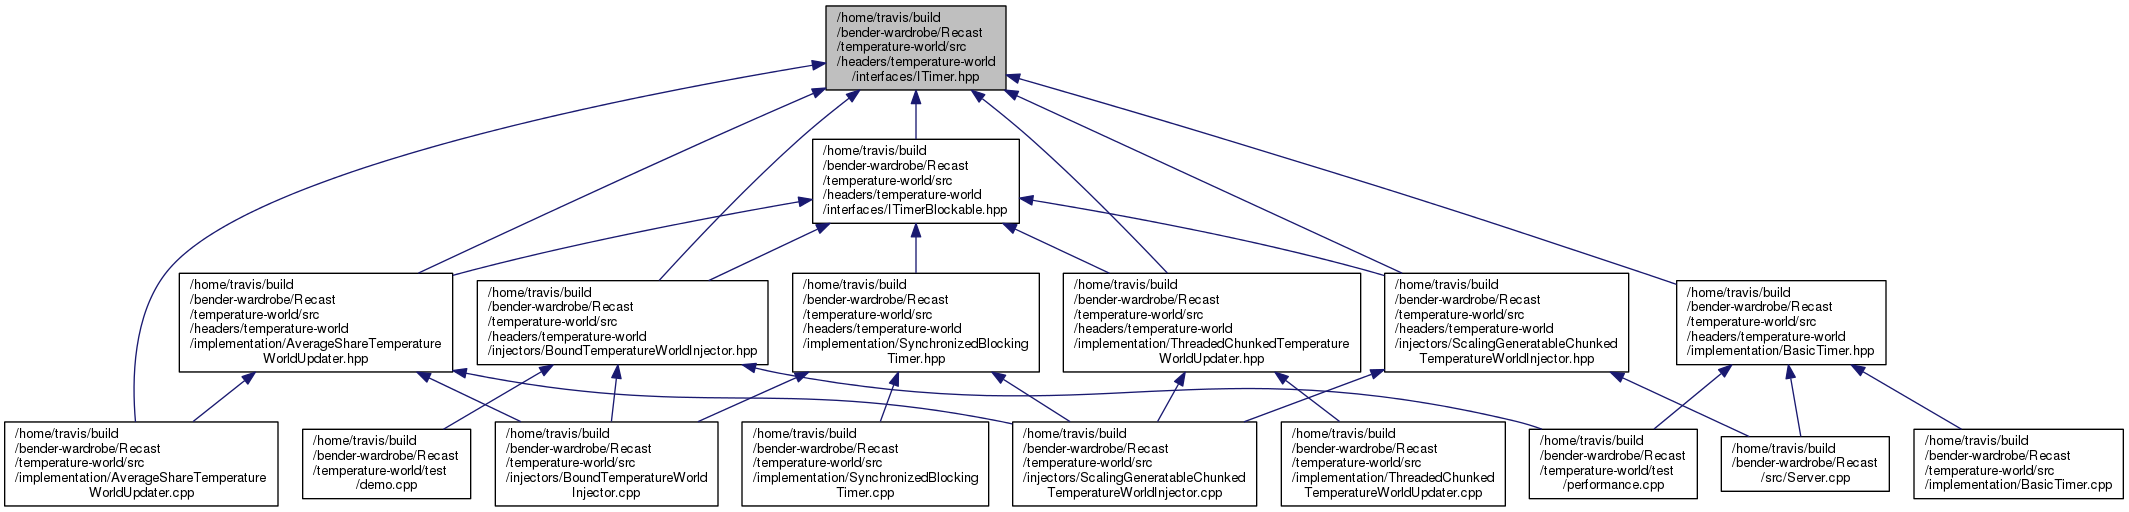 /home/travis/build
/bender-wardrobe/Recast
/temperature-world/src
/headers/temperature-world
/interfaces/ITimer.hpp
/home/travis/build
/bender-wardrobe/Recast
/temperature-world/src
/headers/temperature-world
/interfaces/ITimerBlockable.hpp
/home/travis/build
/bender-wardrobe/Recast
/temperature-world/src
/headers/temperature-world
/implementation/AverageShareTemperature
WorldUpdater.hpp
/home/travis/build
/bender-wardrobe/Recast
/temperature-world/src
/headers/temperature-world
/injectors/BoundTemperatureWorldInjector.hpp
/home/travis/build
/bender-wardrobe/Recast
/temperature-world/src
/headers/temperature-world
/implementation/SynchronizedBlocking
Timer.hpp
/home/travis/build
/bender-wardrobe/Recast
/temperature-world/src
/headers/temperature-world
/implementation/ThreadedChunkedTemperature
WorldUpdater.hpp
/home/travis/build
/bender-wardrobe/Recast
/temperature-world/src
/headers/temperature-world
/injectors/ScalingGeneratableChunked
TemperatureWorldInjector.hpp
/home/travis/build
/bender-wardrobe/Recast
/temperature-world/src
/headers/temperature-world
/implementation/BasicTimer.hpp
/home/travis/build
/bender-wardrobe/Recast
/temperature-world/src
/implementation/AverageShareTemperature
WorldUpdater.cpp
/home/travis/build
/bender-wardrobe/Recast
/temperature-world/test
/demo.cpp
/home/travis/build
/bender-wardrobe/Recast
/temperature-world/src
/injectors/BoundTemperatureWorld
Injector.cpp
/home/travis/build
/bender-wardrobe/Recast
/temperature-world/src
/implementation/SynchronizedBlocking
Timer.cpp
/home/travis/build
/bender-wardrobe/Recast
/temperature-world/src
/injectors/ScalingGeneratableChunked
TemperatureWorldInjector.cpp
/home/travis/build
/bender-wardrobe/Recast
/temperature-world/src
/implementation/ThreadedChunked
TemperatureWorldUpdater.cpp
/home/travis/build
/bender-wardrobe/Recast
/temperature-world/test
/performance.cpp
/home/travis/build
/bender-wardrobe/Recast
/src/Server.cpp
/home/travis/build
/bender-wardrobe/Recast
/temperature-world/src
/implementation/BasicTimer.cpp